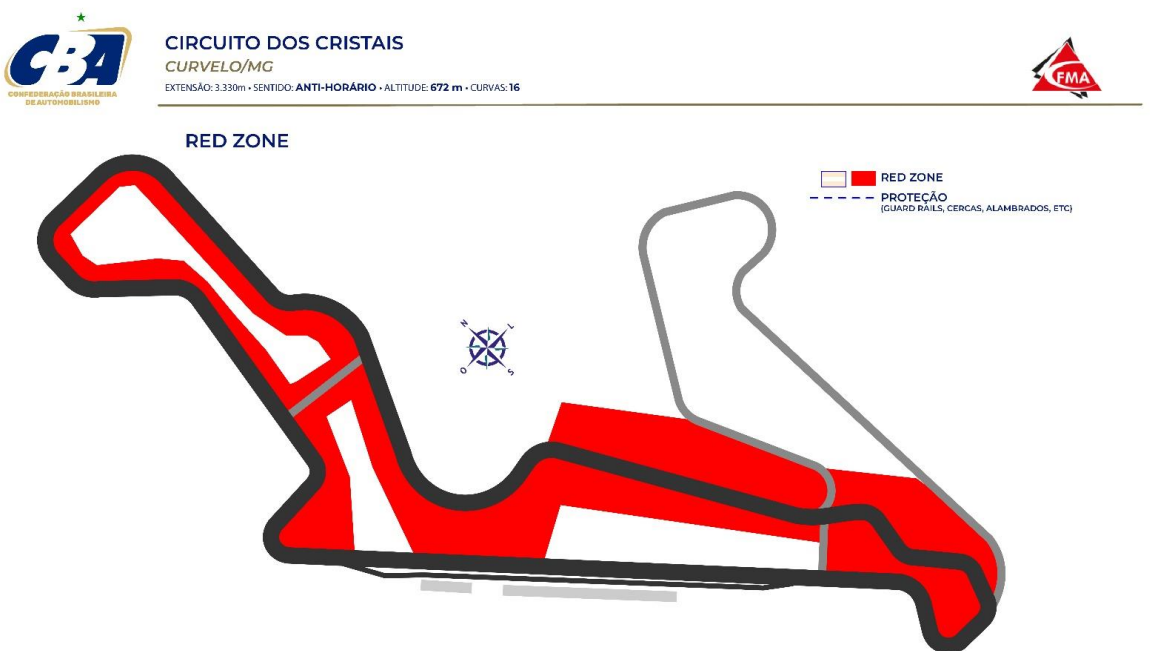 CBA
CONFEDERAÇÃO BRASILEIRA
DE AUTOMOBILISMO
CIRCUITO DOS CRISTAIS
CURVELO/MG
EXTENSÃO: 3.330m • SENTIDO: ANTI-HORÁRIO • ALTITUDE: 672 m • CURVAS: 16
FMA
RED ZONE
RED ZONE
PROTEÇÃO
(GUARD RAILS, CERCAS, ALAMBRADOS, ETC)
N L
O S